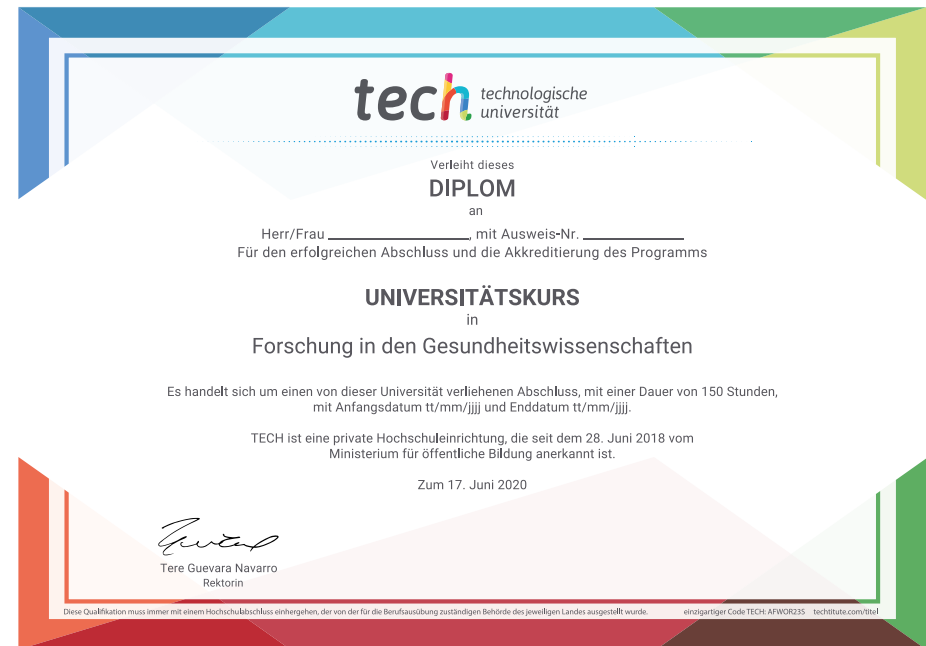 tech technologische
universität
Verleiht dieses
DIPLOM
an
Herr/Frau ____________________, mit Ausweis-Nr. ______________
Für den erfolgreichen Abschluss und die Akkreditierung des Programms
UNIVERSITÄTSKURS
in
Forschung in den Gesundheitswissenschaften
Es handelt sich um einen von dieser Universität verliehenen Abschluss, mit einer Dauer von 150 Stunden,
mit Anfangsdatum tt/mm/jjjj und Enddatum tt/mm/jjjj.
TECH ist eine private Hochschuleinrichtung, die seit dem 28. Juni 2018 vom
Ministerium für öffentliche Bildung anerkannt ist.
Zum 17. Juni 2020
Tere Guevara Navarro
Rektorin
Diese Qualifikation muss immer mit einem Hochschulabschluss einhergehen, der von der für die Berufsausübung zuständigen Behörde des jeweiligen Landes ausgestellt wurde. einzigartiger Code TECH: AFWOR23S techtitute.com/titel